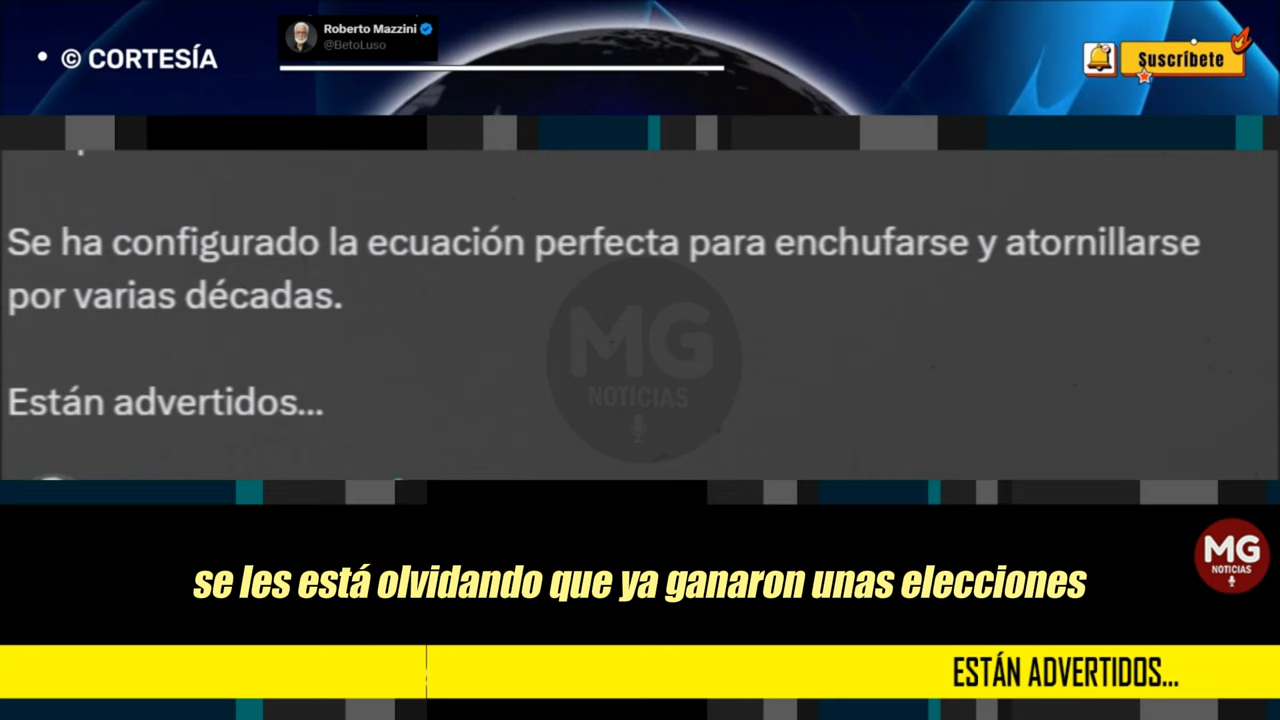 • © CORTESÍA
Roberto Mazzini
@BetoLuso
Suscríbete
Se ha configurado la ecuación perfecta para enchufarse y atornillarse
por varias décadas.
Están advertidos...
MG
NOTICIAS
se les está olvidando que ya ganaron unas elecciones
MG
NOTICIAS
ESTÁN ADVERTIDOS...